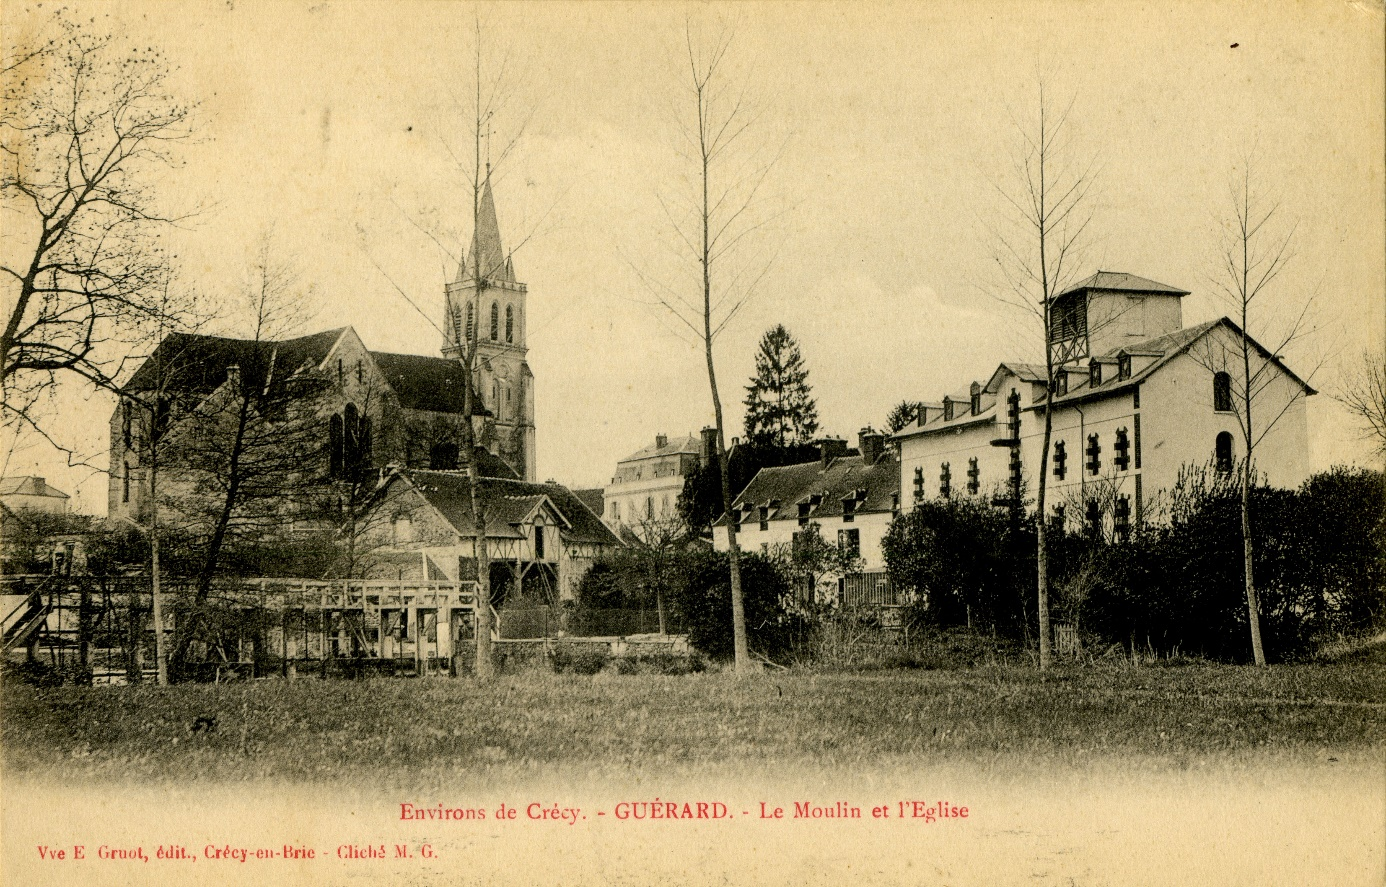 Environs de Crécy. - GUÉRARD. - Le Moulin et l'Eglise
Vve E Gruot, édit., Crécy-en-Brie - Cliché M. G.